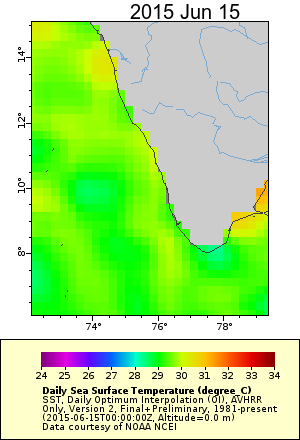 2015 Jun 15
14°
12°
10°
8°
74° 76° 78°
24 25 26 27 28 29 30 31 32 33 34
Daily Sea Surface Temperature (degree_C)
SST, Daily Optimum Interpolation (OI), AVHRR
Only, Version 2, Final+Preliminary, 1981-present
(2015-06-15T00:00:00Z, Altitude=0.0 m)
Data courtesy of NOAA NCEI